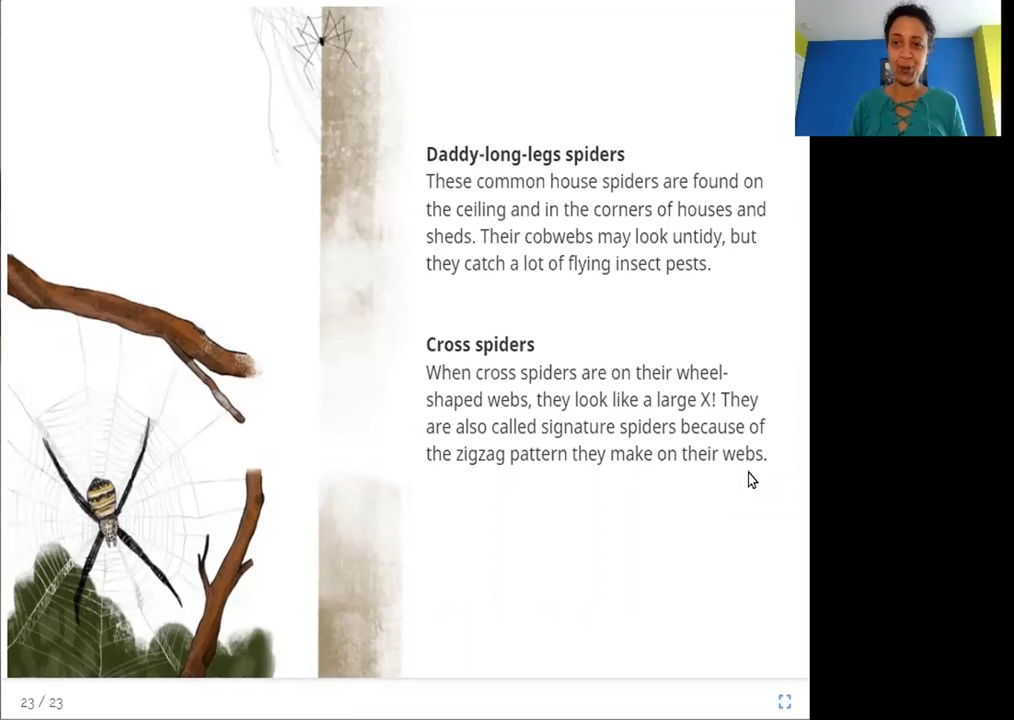 Daddy-long-legs spiders
These common house spiders are found on
the ceiling and in the corners of houses and
sheds. Their cobwebs may look untidy, but
they catch a lot of flying insect pests.
Cross spiders
When cross spiders are on their wheel-
shaped webs, they look like a large X! They
are also called signature spiders because of
the zigzag pattern they make on their webs.
23 / 23